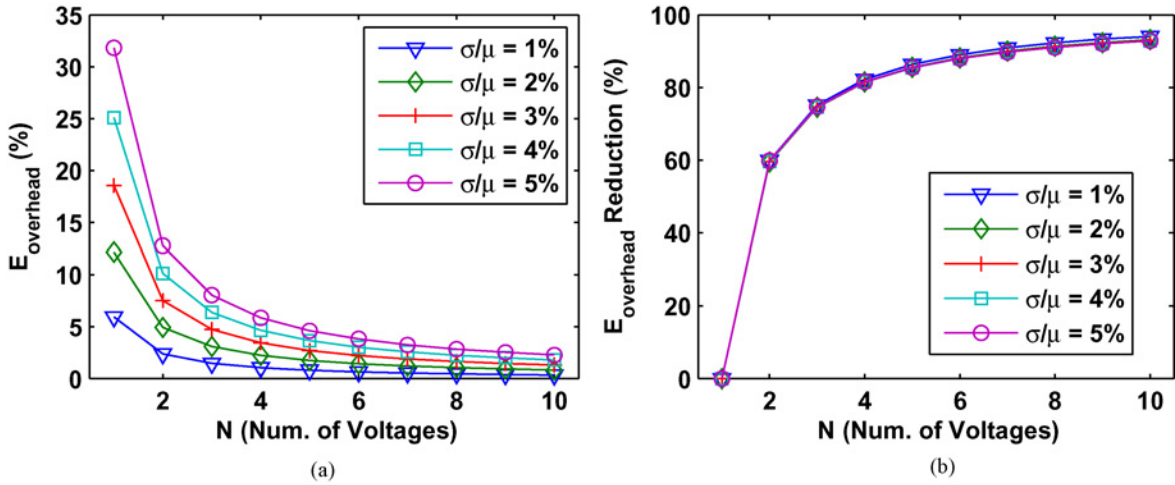 35
30
25
20
15
10
5
0
E overhead (%)
σ/μ = 1%
σ/μ = 2%
σ/μ = 3%
σ/μ = 4%
σ/μ = 5%
2 4 6 8 10
N (Num. of Voltages)
(a)
100
80
60
40
20
0
E overhead Reduction (%)
σ/μ = 1%
σ/μ = 2%
σ/μ = 3%
σ/μ = 4%
σ/μ = 5%
2 4 6 8 10
N (Num. of Voltages)
(b)